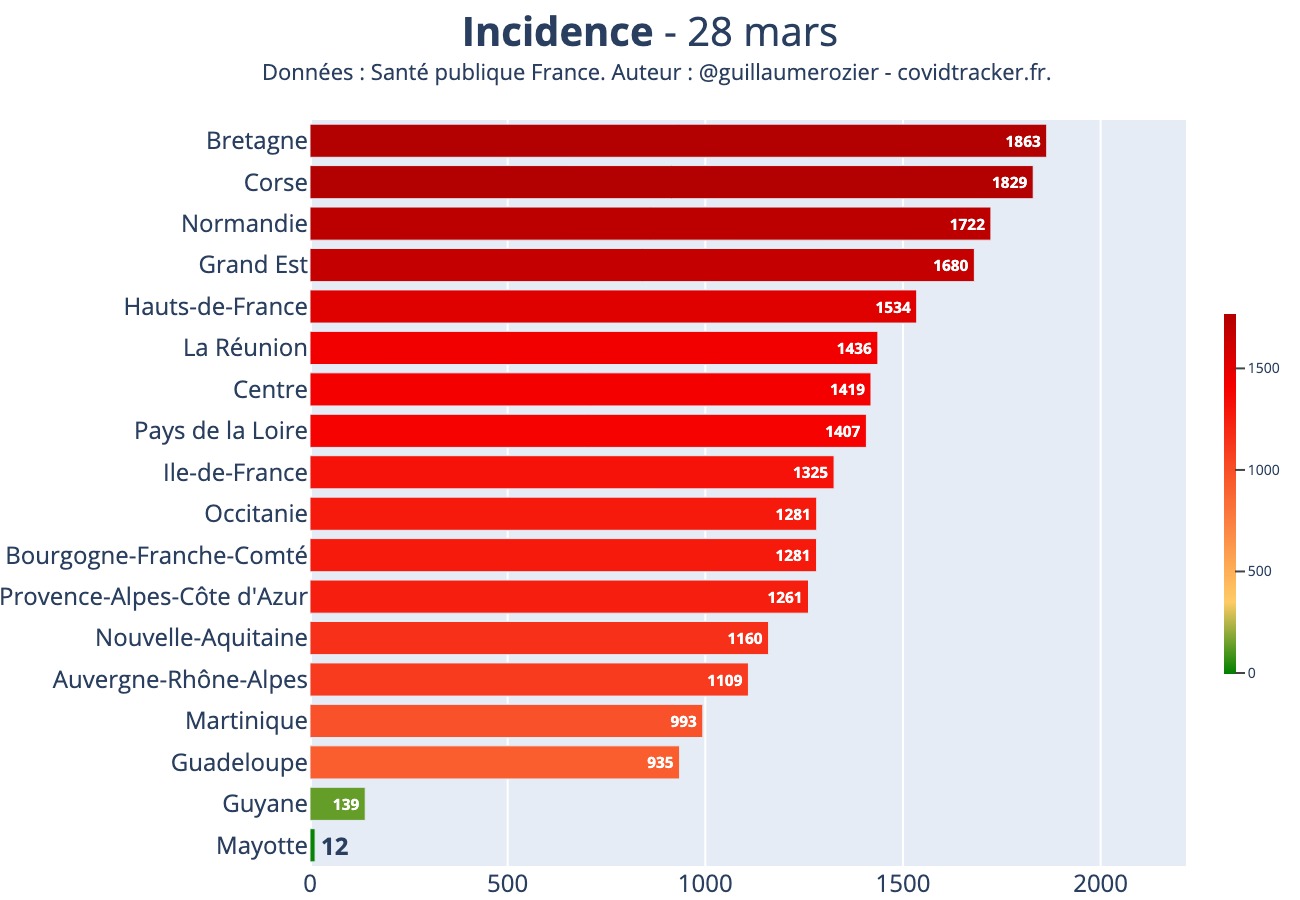 Incidence - 28 mars
Données : Santé publique France. Auteur : @guillaumerozier - covidtracker.fr.
Bretagne 1863
Corse 1829
Normandie 1722
Grand Est 1680
Hauts-de-France 1534
La Réunion 1436
Centre 1419
Pays de la Loire 1407
Ile-de-France 1325
Occitanie 1281
Bourgogne-Franche-Comté 1281
Provence-Alpes-Côte d'Azur 1261
Nouvelle-Aquitaine 1160
Auvergne-Rhône-Alpes 1109
Martinique 993
Guadeloupe 935
Guyane 139
Mayotte 12
0 500 1000 1500 2000
1500
1000
500
0